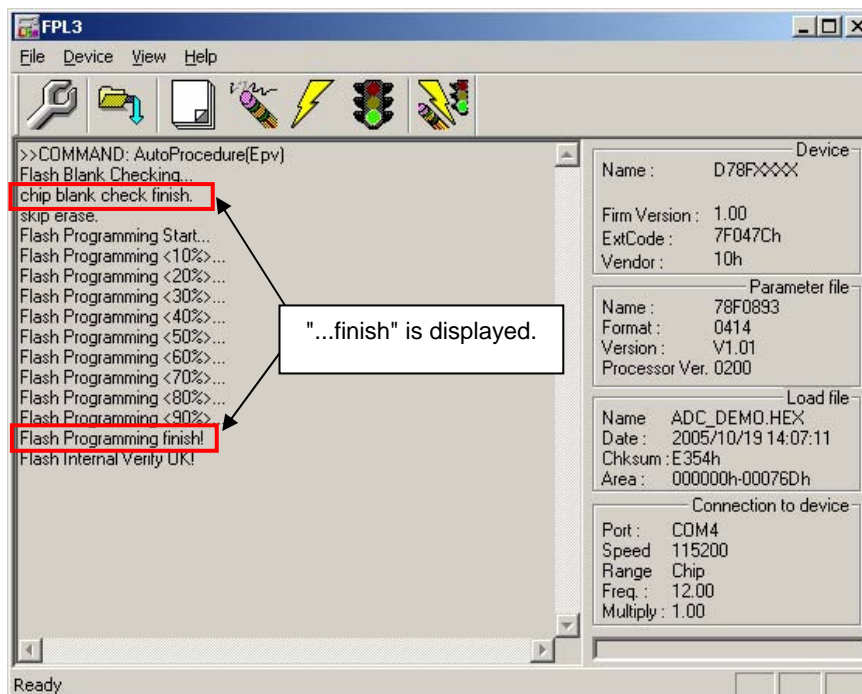 FPL3
File Device View Help
>>COMMAND: AutoProcedure(Epv)
Flash Blank Checking...
chip blank check finish.
skip erase.
Flash Programming Start...
Flash Programming <10%>...
Flash Programming <20%>...
Flash Programming <30%>...
Flash Programming <40%>...
Flash Programming <50%>...
Flash Programming <60%>...
Flash Programming <70%>...
Flash Programming <80%>...
Flash Programming <90%>...
Flash Programming finish!
Flash Internal Verify OK!
"...finish" is displayed.
Device
Name : D78FXXXX
Firm Version : 1.00
ExtCode : 7F047Ch
Vendor : 10h
Parameter file
Name : 78F0893
Format : 0414
Version : V1.01
Processor Ver. 0200
Load file
Name ADC_DEMO.HEX
Date : 2005/10/19 14:07:11
Chksum : E354h
Area : 000000h-00076Dh
Connection to device
Port : COM4
Speed 115200
Range Chip
Freq. : 12.00
Multiply : 1.00
Ready